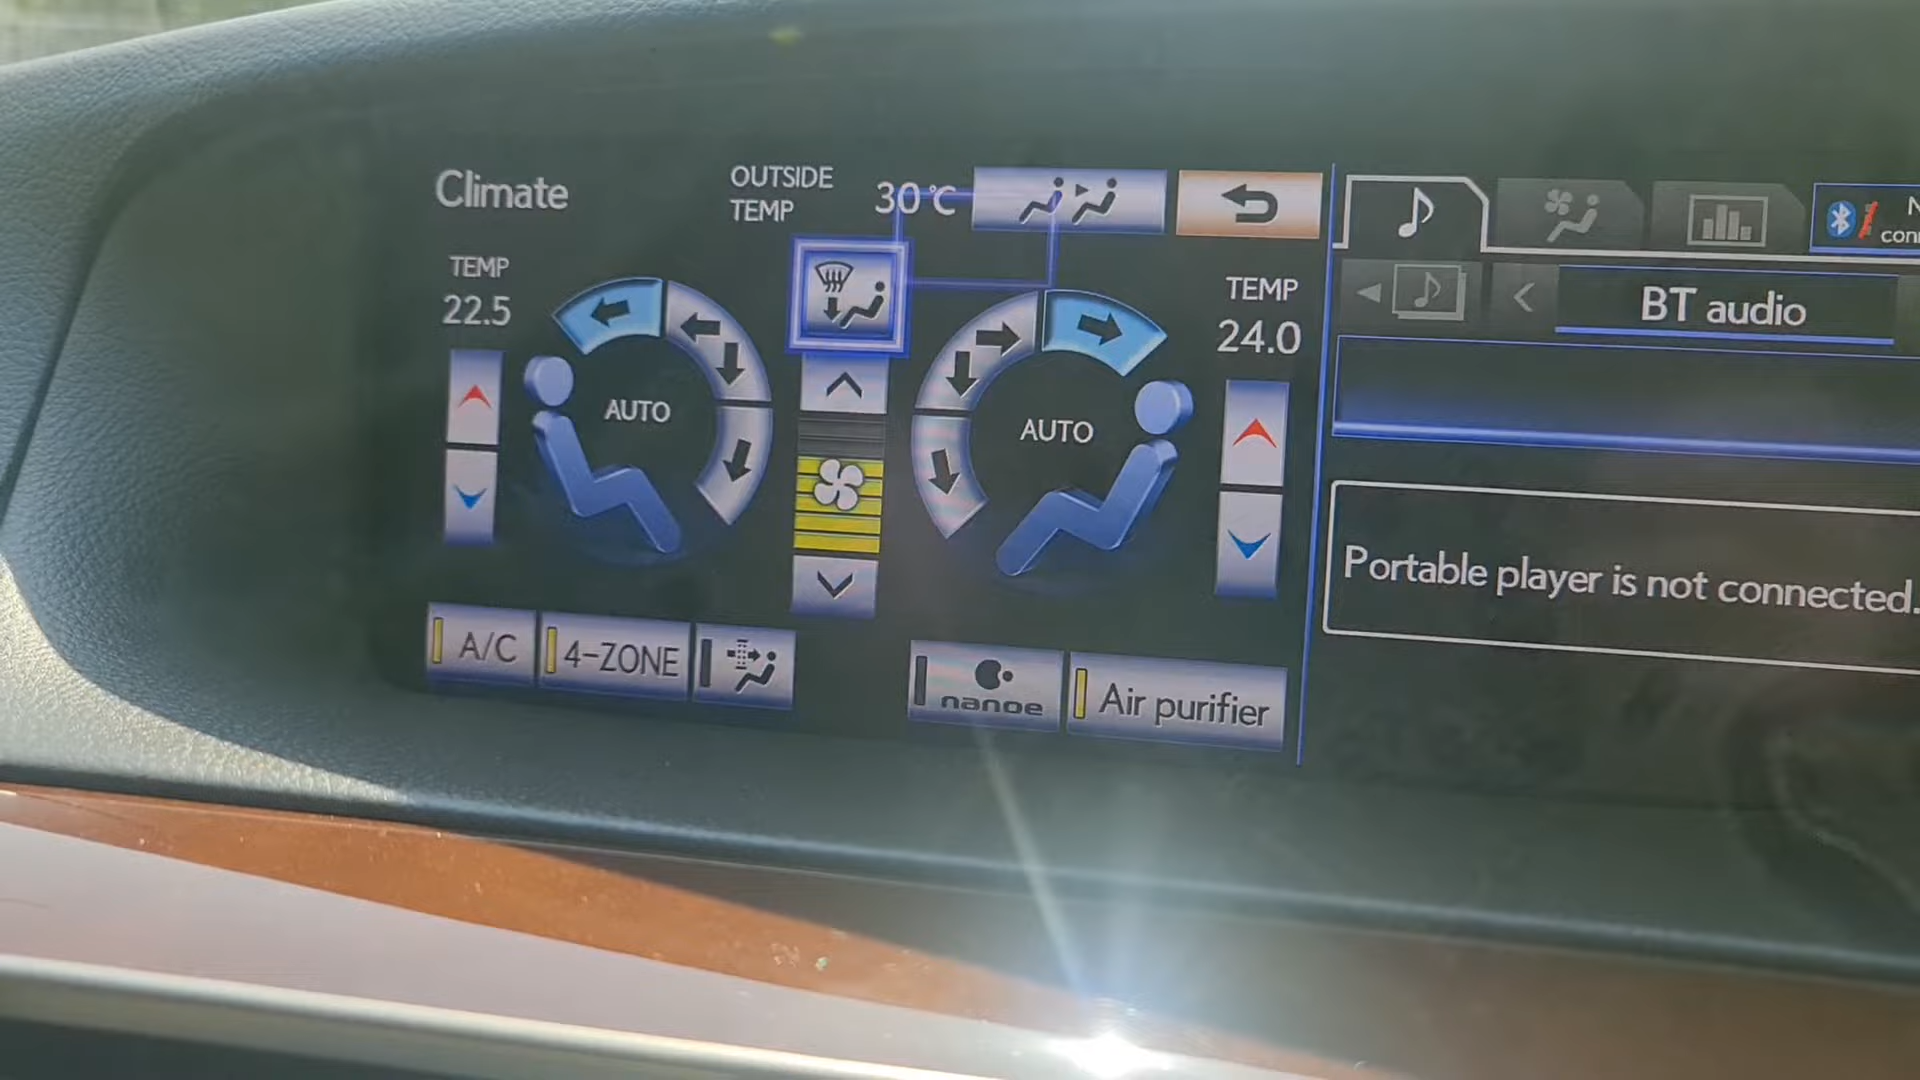 Climate
OUTSIDE
TEMP
30°C
TEMP
22.5
AUTO
AUTO
TEMP
24.0
A/C
4-ZONE
nanoe
Air purifier
N
conn
BT audio
Portable player is not connected.